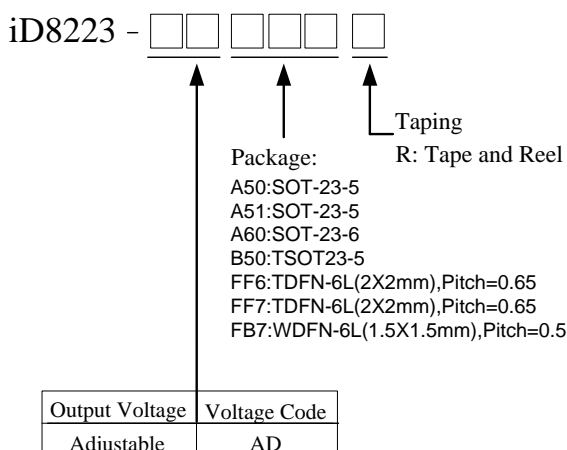 iD8223 -
Taping
R: Tape and Reel
Package:
A50:SOT-23-5
A51:SOT-23-5
A60:SOT-23-6
B50:TSOT23-5
FF6:TDFN-6L(2X2mm),Pitch=0.65
FF7:TDFN-6L(2X2mm),Pitch=0.65
FB7:WDFN-6L(1.5X1.5mm),Pitch=0.5
Output Voltage Voltage Code
Adjustable AD